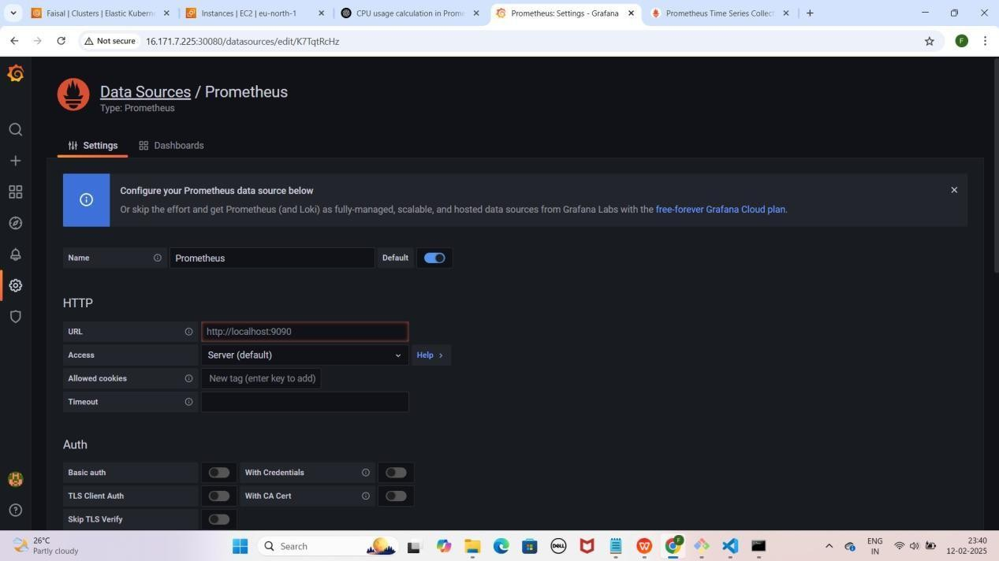 Faisal | Clusters | Elastic Kubern
Instances | EC2 | eu-north-1
CPU usage calculation in Prome
Prometheus: Settings - Grafana
Prometheus Time Series Collect
Not secure
16.171.7.225:30080/datasources/edit/K7TqtRcHz
F
Data Sources / Prometheus
Type: Prometheus
Settings
Dashboards
Configure your Prometheus data source below
Or skip the effort and get Prometheus (and Loki) as fully-managed, scalable, and hosted data sources from Grafana Labs with the free-forever Grafana Cloud plan.
Name
Prometheus
Default
HTTP
URL
http://localhost:9090
Access
Server (default)
Help >
Allowed cookies
New tag (enter key to add)
Timeout
Auth
Basic auth
With Credentials
TLS Client Auth
With CA Cert
Skip TLS Verify
26°C
Partly cloudy
Search
DELL
F
ENG
IN
23:40
12-02-2025